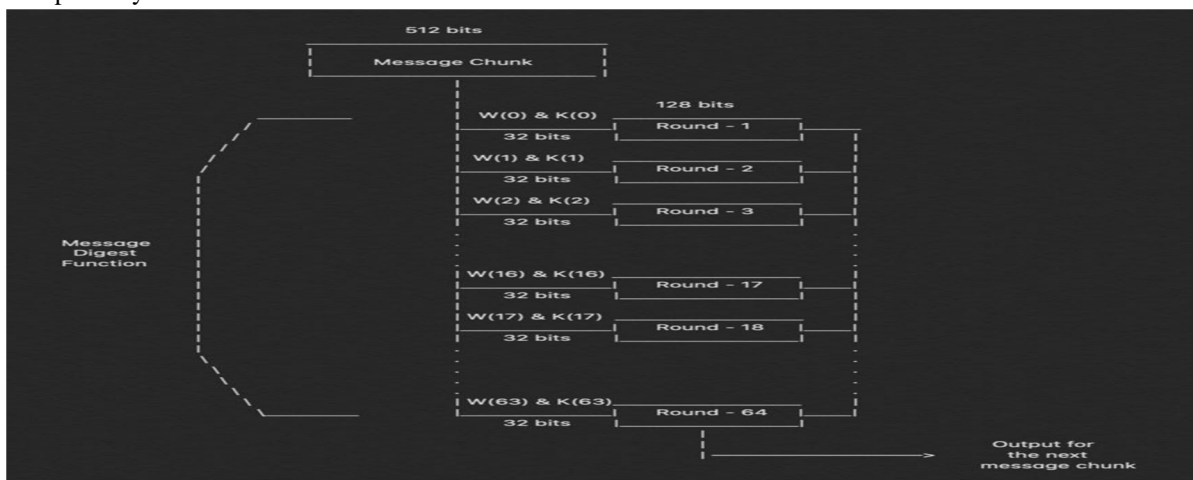 512 bits
Message Chunk
128 bits
W(0) & K(0)
Round - 1
32 bits
W(1) & K(1)
Round - 2
32 bits
W(2) & K(2)
Round - 3
32 bits
Message
Digest
Function
W(16) & K(16)
Round - 17
32 bits
W(17) & K(17)
Round - 18
32 bits
W(63) & K(63)
Round - 64
32 bits
Output for
the next
message chunk